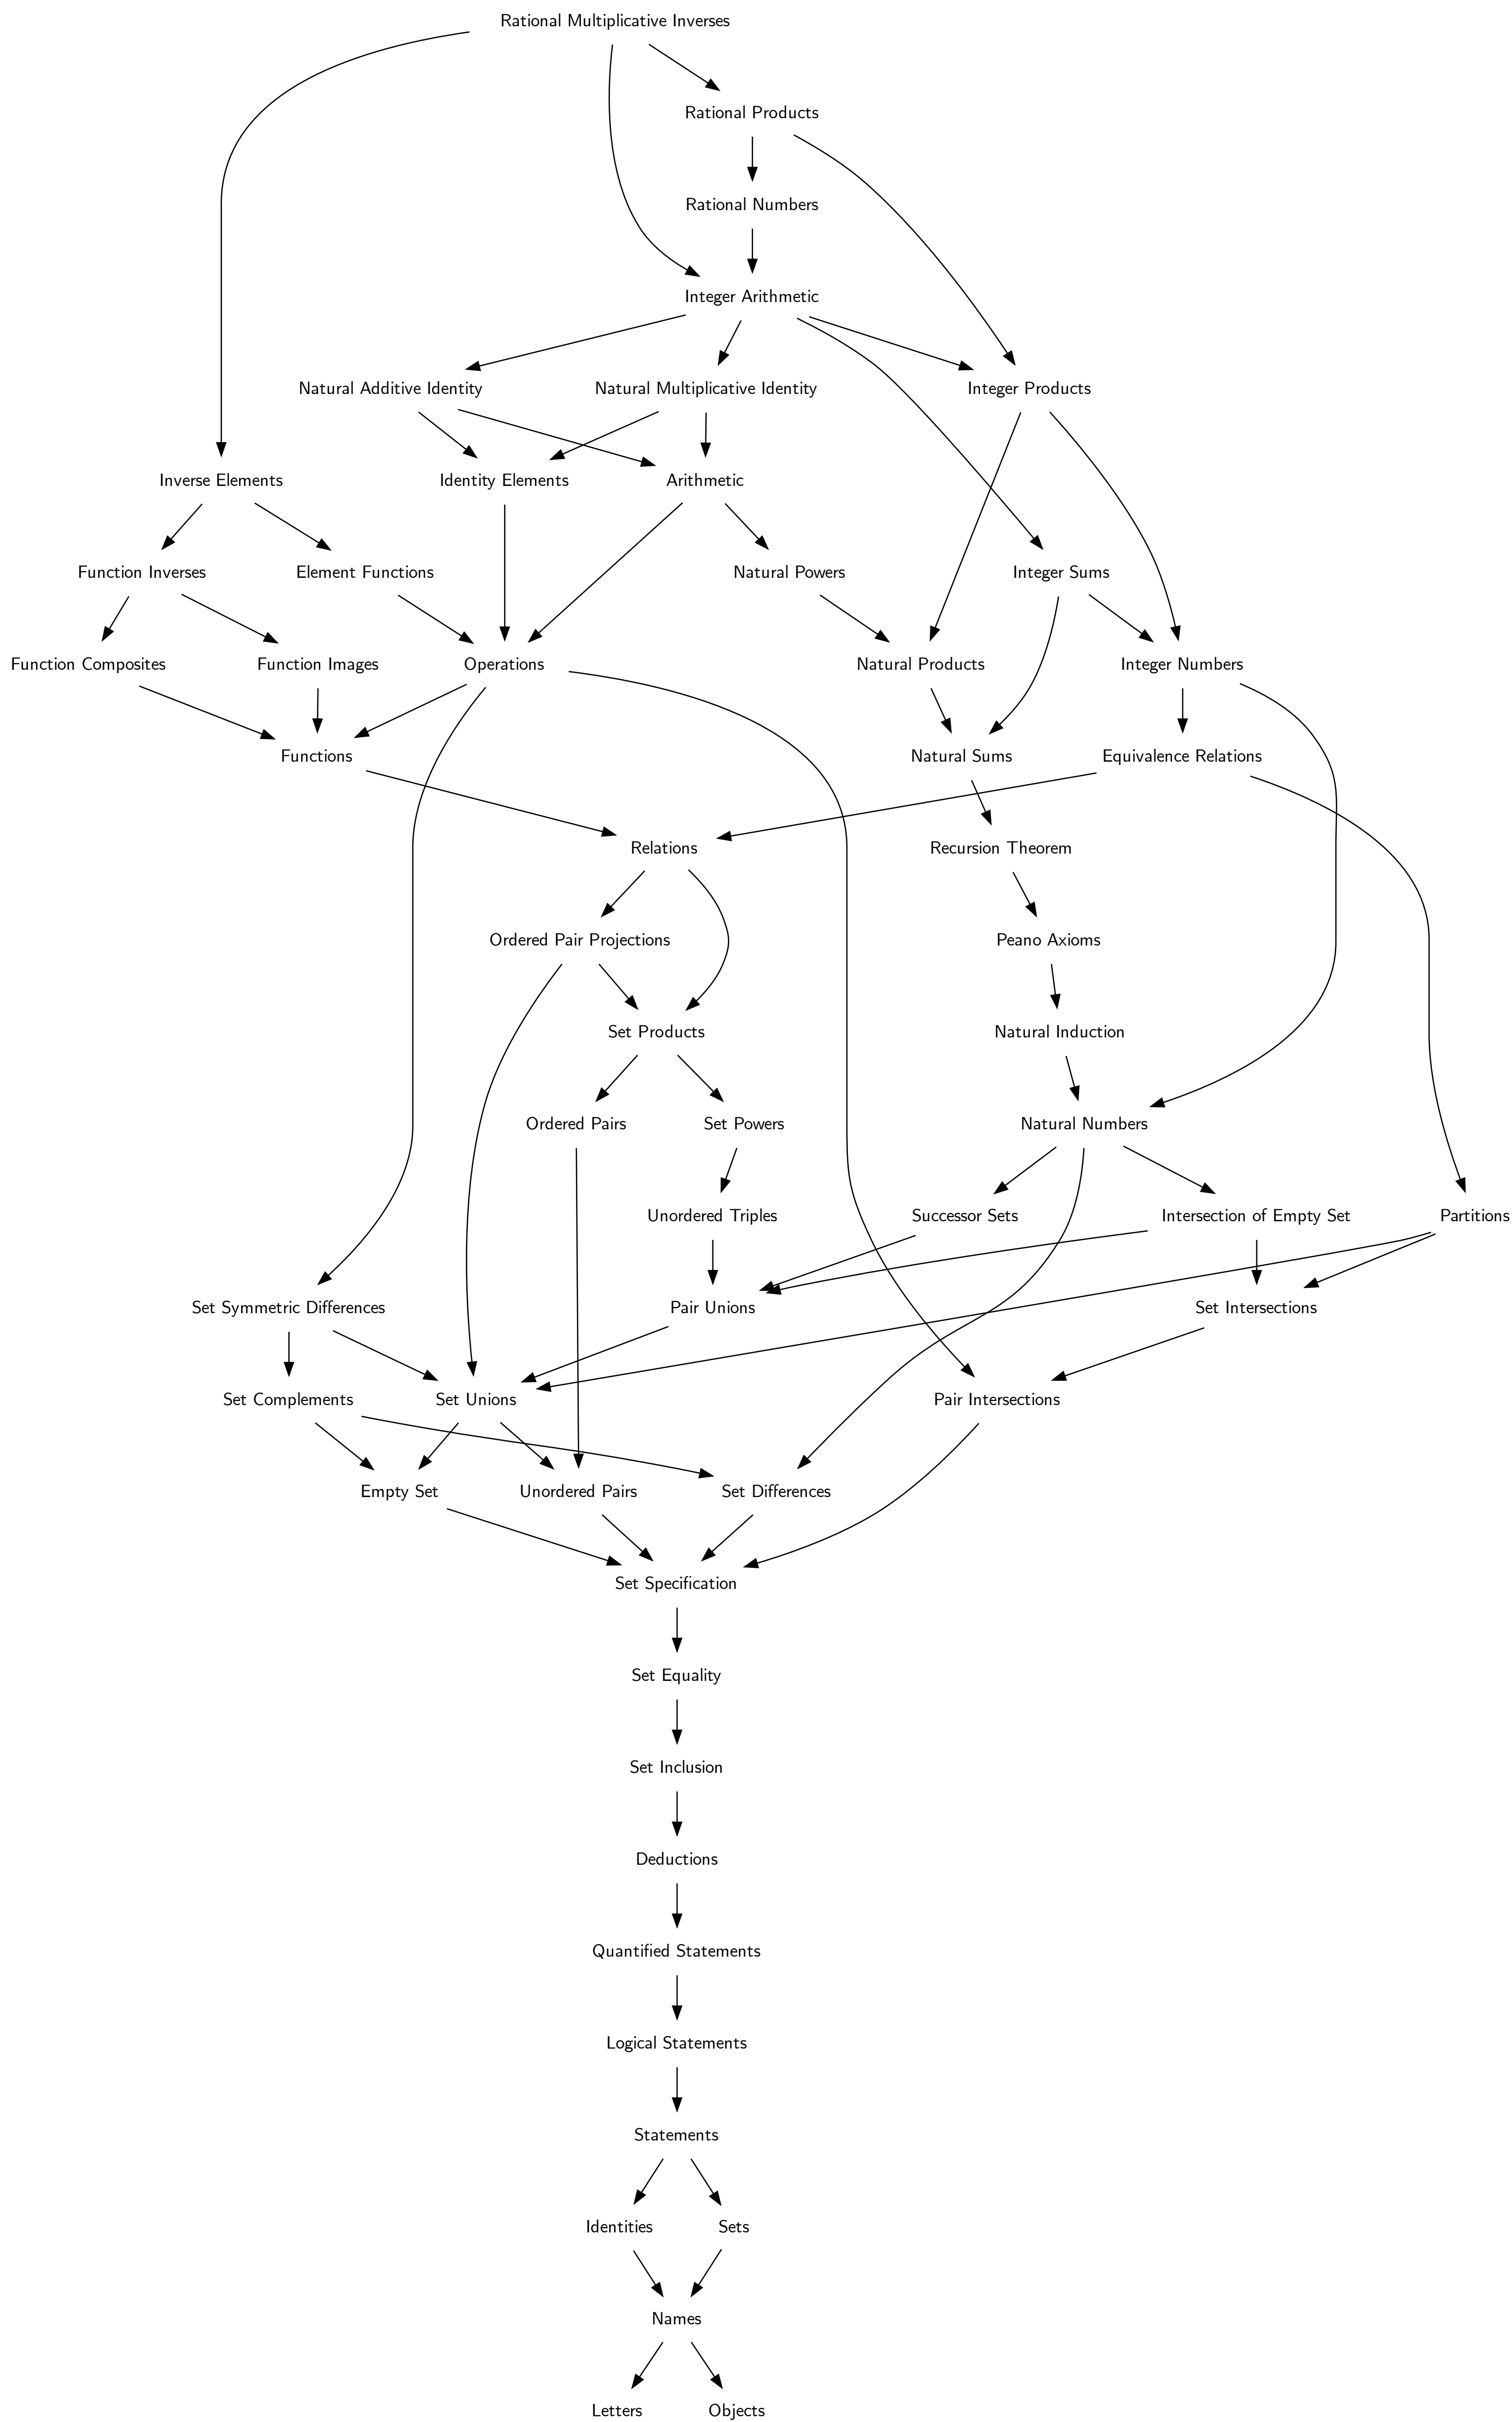 Rational Multiplicative Inverses
Rational Products
Rational Numbers
Integer Arithmetic
Natural Additive Identity
Natural Multiplicative Identity
Integer Products
Inverse Elements
Identity Elements
Arithmetic
Function Inverses
Element Functions
Natural Powers
Integer Sums
Function Composites
Function Images
Operations
Natural Products
Integer Numbers
Functions
Natural Sums
Equivalence Relations
Relations
Recursion Theorem
Ordered Pair Projections
Peano Axioms
Set Products
Natural Induction
Ordered Pairs
Set Powers
Natural Numbers
Unordered Triples
Successor Sets
Intersection of Empty Set
Partitions
Set Symmetric Differences
Pair Unions
Set Intersections
Set Complements
Set Unions
Pair Intersections
Empty Set
Unordered Pairs
Set Differences
Set Specification
Set Equality
Set Inclusion
Deductions
Quantified Statements
Logical Statements
Statements
Identities
Sets
Names
Letters
Objects